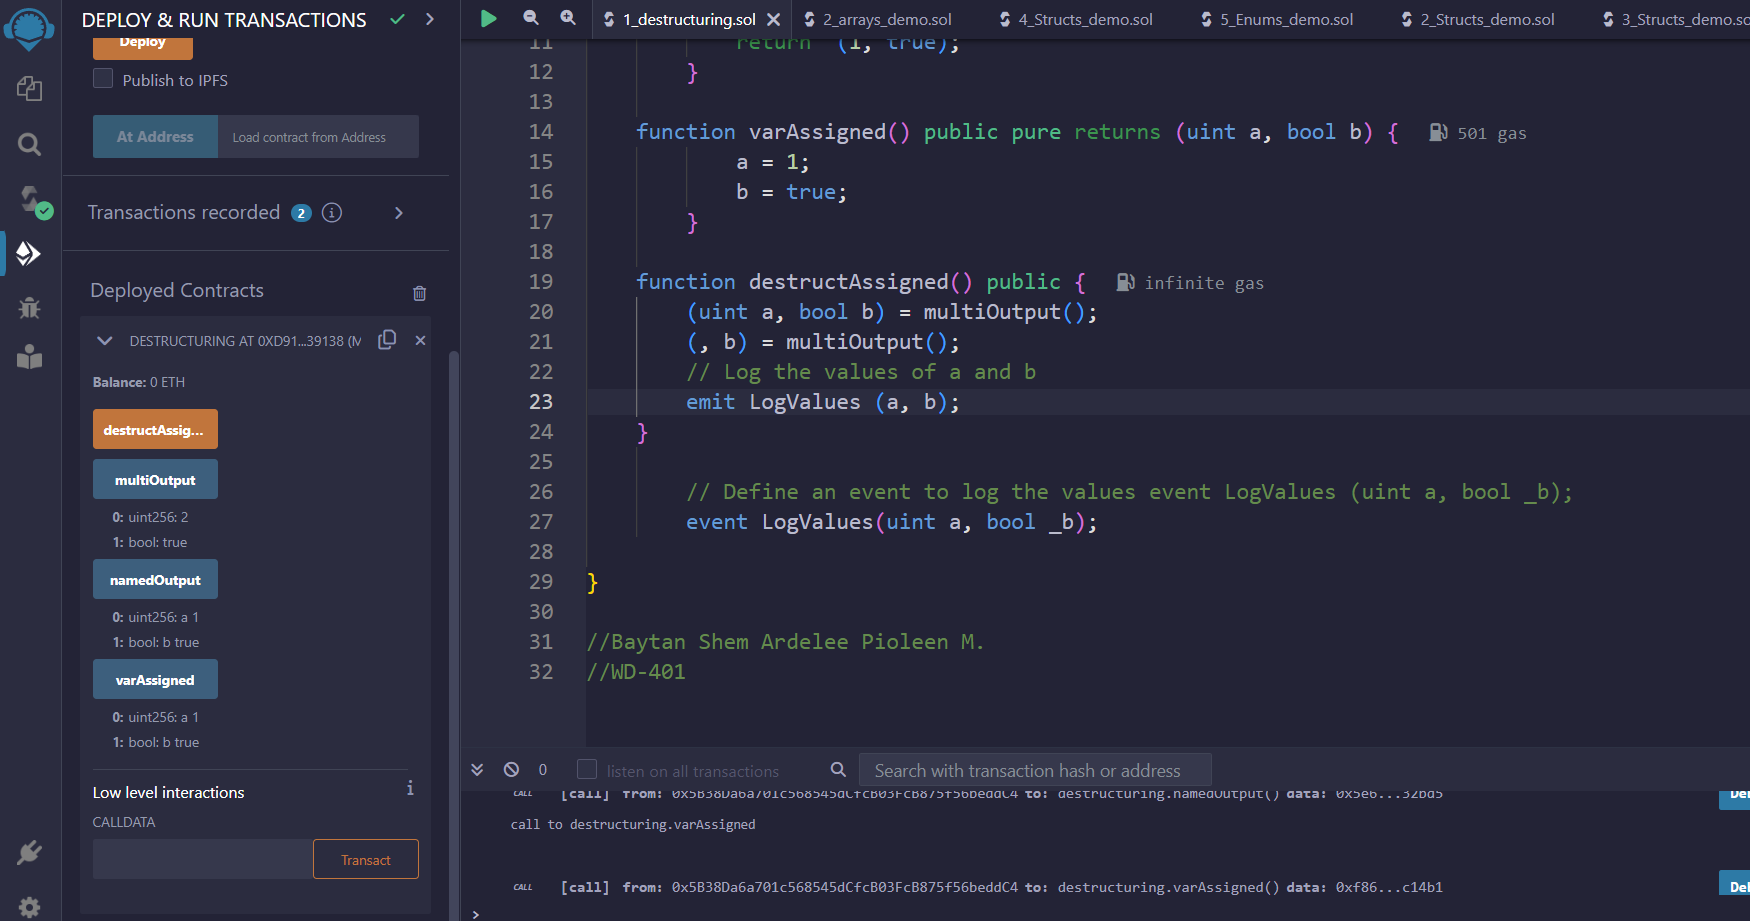 DEPLOY & RUN TRANSACTIONS
Deploy
Publish to IPFS
At Address
Load contract from Address
Transactions recorded 2
Deployed Contracts
DESTRUCTURING AT 0XD91...39138 (M
Balance: 0 ETH
destructAssig...
multiOutput
0: uint256: 2
1: bool: true
namedOutput
0: uint256: a 1
1: bool: b true
varAssigned
0: uint256: a 1
1: bool: b true
Low level interactions
CALLDATA
Transact
1_destructuring.sol
2_arrays_demo.sol
4_Structs_demo.sol
5_Enums_demo.sol
2_Structs_demo.sol
3_Structs_demo.so
11 return (1, true);
12 }
13
14 function varAssigned() public pure returns (uint a, bool b) { 501 gas
15 a = 1;
16 b = true;
17 }
18
19 function destructAssigned() public { infinite gas
20 (uint a, bool b) = multiOutput();
21 (, b) = multiOutput();
22 // Log the values of a and b
23 emit LogValues (a, b);
24 }
25
26 // Define an event to log the values event LogValues (uint a, bool _b);
27 event LogValues(uint a, bool _b);
28
29 }
30
31 //Baytan Shem Ardelee Pioleen M.
32 //WD-401
0
listen on all transactions
Search with transaction hash or address
CALL [call] from: 0x5B38Da6a701c568545dCfcB03FcB875f56beddC4 to: destructuring.namedOutput() data: 0x5e6...32bd5
Del
call to destructuring.varAssigned
CALL [call] from: 0x5B38Da6a701c568545dCfcB03FcB875f56beddC4 to: destructuring.varAssigned() data: 0xf86...c14b1
Del
>